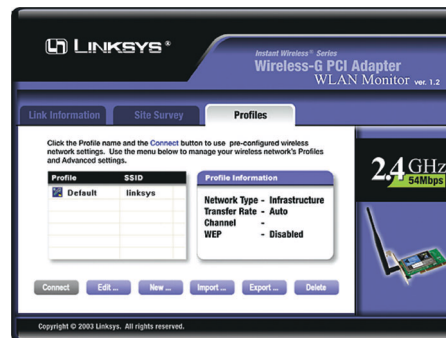 LINKSYS®
Instant Wireless® Series
Wireless-G PCI Adapter
WLAN Monitor ver. 1.2
Link Information Site Survey Profiles
Click the Profile name and the Connect button to use pre-configured wireless
network settings. Use the menu below to manage your wireless network's Profiles
and Advanced settings.
Profile SSID
Default linksys
Profile Information
Network Type - Infrastructure
Transfer Rate - Auto
Channel -
WEP - Disabled
2.4 GHz
54Mbps
Connect Edit ... New ... Import ... Export ... Delete
Copyright © 2003 Linksys. All rights reserved.